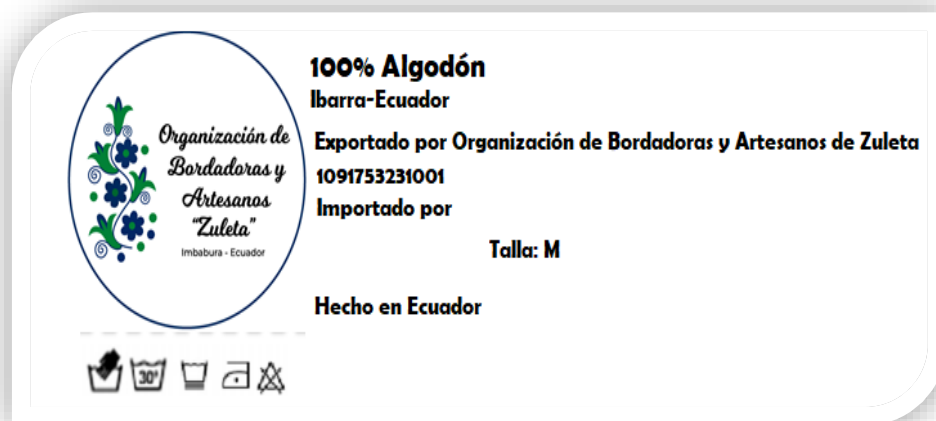 Organización de
Bordadoras y
Artesanos
"Zuleta"
Imbabura - Ecuador
100% Algodón
Ibarra-Ecuador
Exportado por Organización de Bordadoras y Artesanos de Zuleta
1091753231001
Importado por
Talla: M
Hecho en Ecuador
30°